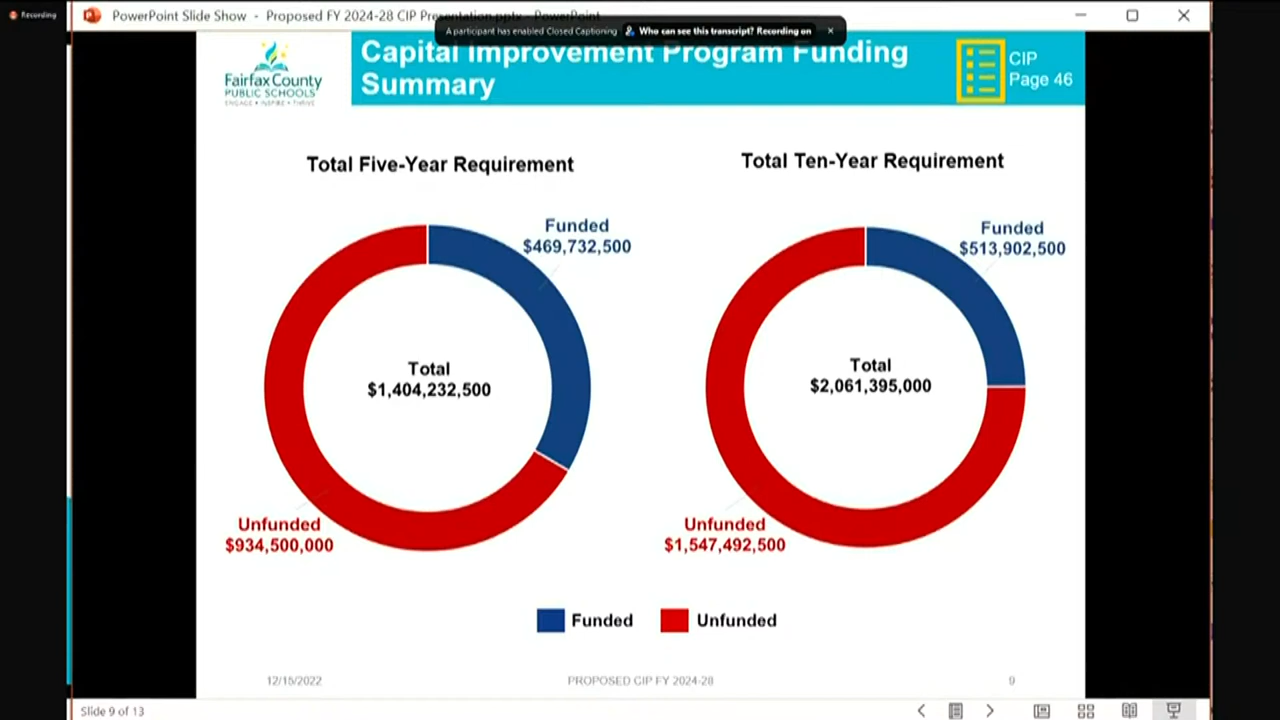 Recording
PowerPoint Slide Show - Proposed FY 2024-28 CIP Presentation.pptx - PowerPoint
A participant has enabled Closed Captioning Who can see this transcript? Recording on
Fairfax County
PUBLIC SCHOOLS
ENGAGE • INSPIRE • THRIVE
Capital Improvement Program Funding
Summary
CIP
Page 46
Total Five-Year Requirement
Total Ten-Year Requirement
Funded
$469,732,500
Funded
$513,902,500
Total
$1,404,232,500
Total
$2,061,395,000
Unfunded
$934,500,000
Unfunded
$1,547,492,500
Funded
Unfunded
12/15/2022
PROPOSED CIP FY 2024-28
9
Slide 9 of 13